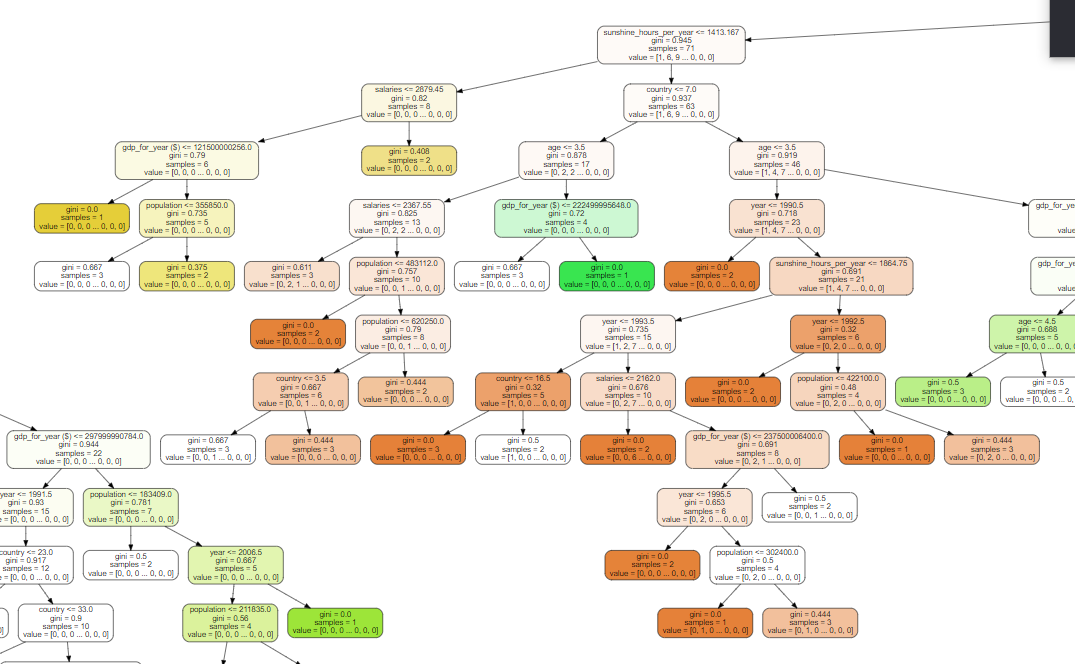 sunshine_hours_per_year <= 1413.167
gini = 0.945
samples = 71
value = [1, 6, 9 ... 0, 0, 0]
salaries <= 2879.45
gini = 0.82
samples = 8
value = [0, 0, 0 ... 0, 0, 0]
country <= 7.0
gini = 0.937
samples = 63
value = [1, 6, 9 ... 0, 0, 0]
gdp_for_year ($) <= 121500000256.0
gini = 0.79
samples = 6
value = [0, 0, 0 ... 0, 0, 0]
gini = 0.408
samples = 2
value = [0, 0, 0 ... 0, 0, 0]
age <= 3.5
gini = 0.878
samples = 17
value = [0, 2, 2 ... 0, 0, 0]
age <= 3.5
gini = 0.919
samples = 46
value = [1, 4, 7 ... 0, 0, 0]
gini = 0.0
samples = 1
value = [0, 0, 0 ... 0, 0, 0]
population <= 355850.0
gini = 0.735
samples = 5
value = [0, 0, 0 ... 0, 0, 0]
salaries <= 2367.55
gini = 0.825
samples = 13
value = [0, 2, 2 ... 0, 0, 0]
gdp_for_year ($) <= 222499995648.0
gini = 0.72
samples = 4
value = [0, 0, 0 ... 0, 0, 0]
year <= 1990.5
gini = 0.718
samples = 23
value = [1, 4, 7 ... 0, 0, 0]
gdp_for_ye
value
gini = 0.667
samples = 3
value = [0, 0, 0 ... 0, 0, 0]
gini = 0.375
samples = 2
value = [0, 0, 0 ... 0, 0, 0]
gini = 0.611
samples = 3
value = [0, 2, 1 ... 0, 0, 0]
population <= 483112.0
gini = 0.757
samples = 10
value = [0, 0, 1 ... 0, 0, 0]
gini = 0.667
samples = 3
value = [0, 0, 0 ... 0, 0, 0]
gini = 0.0
samples = 1
value = [0, 0, 0 ... 0, 0, 0]
gini = 0.0
samples = 2
value = [0, 0, 0 ... 0, 0, 0]
sunshine_hours_per_year <= 1864.75
gini = 0.691
samples = 21
value = [1, 4, 7 ... 0, 0, 0]
gdp_for_ye
value
gini = 0.0
samples = 2
value = [0, 0, 0 ... 0, 0, 0]
population <= 620250.0
gini = 0.79
samples = 8
value = [0, 0, 1 ... 0, 0, 0]
year <= 1993.5
gini = 0.735
samples = 15
value = [1, 2, 7 ... 0, 0, 0]
year <= 1992.5
gini = 0.32
samples = 6
value = [0, 2, 0 ... 0, 0, 0]
age <= 4.5
gini = 0.688
samples = 5
value = [0, 0, 0 ... 0, 0,
country <= 3.5
gini = 0.667
samples = 6
value = [0, 0, 1 ... 0, 0, 0]
gini = 0.444
samples = 2
value = [0, 0, 0 ... 0, 0, 0]
country <= 16.5
gini = 0.32
samples = 5
value = [1, 0, 0 ... 0, 0, 0]
salaries <= 2162.0
gini = 0.676
samples = 10
value = [0, 2, 7 ... 0, 0, 0]
gini = 0.0
samples = 2
value = [0, 0, 0 ... 0, 0, 0]
population <= 422100.0
gini = 0.48
samples = 4
value = [0, 2, 0 ... 0, 0, 0]
gini = 0.5
samples = 3
value = [0, 0, 0 ... 0, 0, 0]
gini = 0.5
samples = 2
value = [0, 0, 0 ... 0, 0,
gdp_for_year ($) <= 297999990784.0
gini = 0.944
samples = 22
value = [0, 0, 0 ... 0, 0, 0]
gini = 0.667
samples = 3
value = [0, 0, 1 ... 0, 0, 0]
gini = 0.444
samples = 3
value = [0, 0, 0 ... 0, 0, 0]
gini = 0.0
samples = 3
value = [0, 0, 0 ... 0, 0, 0]
gini = 0.5
samples = 2
value = [1, 0, 0 ... 0, 0, 0]
gini = 0.0
samples = 2
value = [0, 0, 6 ... 0, 0, 0]
gdp_for_year ($) <= 237500006400.0
gini = 0.691
samples = 8
value = [0, 2, 1 ... 0, 0, 0]
gini = 0.0
samples = 1
value = [0, 0, 0 ... 0, 0, 0]
gini = 0.444
samples = 3
value = [0, 2, 0 ... 0, 0, 0]
year <= 1991.5
gini = 0.93
samples = 15
= [0, 0, 0 ... 0, 0, 0]
population <= 183409.0
gini = 0.781
samples = 7
value = [0, 0, 0 ... 0, 0, 0]
year <= 1995.5
gini = 0.653
samples = 6
value = [0, 2, 0 ... 0, 0, 0]
gini = 0.5
samples = 2
value = [0, 0, 1 ... 0, 0, 0]
country <= 23.0
gini = 0.917
samples = 12
= [0, 0, 0 ... 0, 0, 0]
gini = 0.5
samples = 2
value = [0, 0, 0 ... 0, 0, 0]
year <= 2006.5
gini = 0.667
samples = 5
value = [0, 0, 0 ... 0, 0, 0]
gini = 0.0
samples = 2
value = [0, 0, 0 ... 0, 0, 0]
population <= 302400.0
gini = 0.5
samples = 4
value = [0, 2, 0 ... 0, 0, 0]
0]
country <= 33.0
gini = 0.9
samples = 10
value = [0, 0, 0 ... 0, 0, 0]
population <= 211835.0
gini = 0.56
samples = 4
value = [0, 0, 0 ... 0, 0, 0]
gini = 0.0
samples = 1
value = [0, 0, 0 ... 0, 0, 0]
gini = 0.0
samples = 1
value = [0, 1, 0 ... 0, 0, 0]
gini = 0.444
samples = 3
value = [0, 1, 0 ... 0, 0, 0]